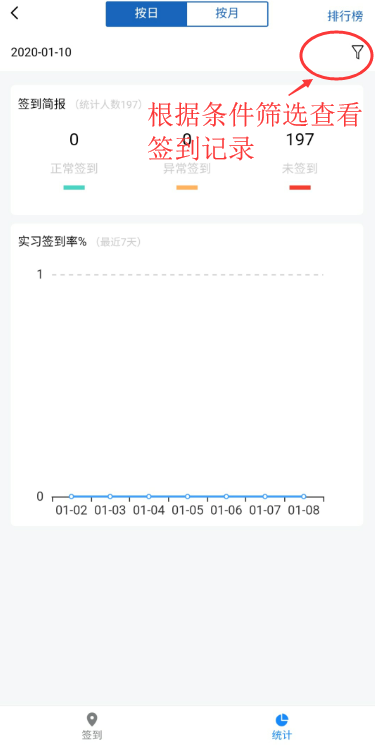 按日 按月 排行榜
2020-01-10
签到简报 （统计人数197）
根据条件筛选查看
签到记录
0 0 197
正常签到 异常签到 未签到
实习签到率% （最近7天）
1
0
01-02 01-03 01-04 01-05 01-06 01-07 01-08
签到 统计